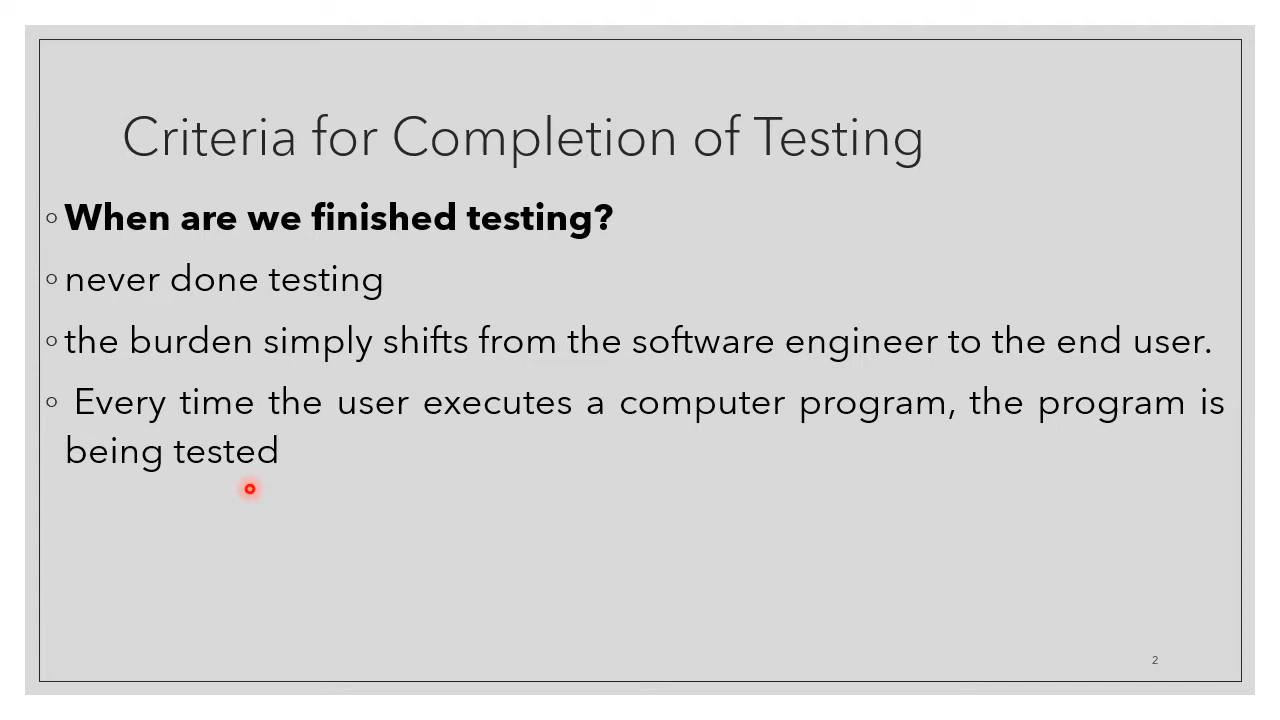 Criteria for Completion of Testing
◦ When are we finished testing?
◦ never done testing
◦ the burden simply shifts from the software engineer to the end user.
◦ Every time the user executes a computer program, the program is
being tested
2